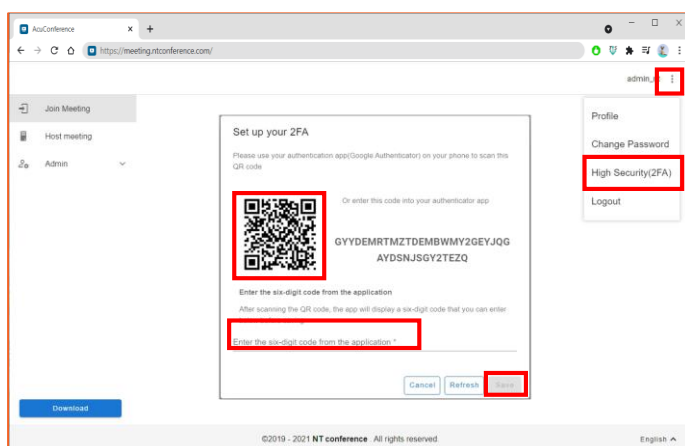 AcuConference
https://meeting.ntconference.com/
admin_
Join Meeting
Host meeting
Admin
Profile
Change Password
High Security(2FA)
Logout
Set up your 2FA
Please use your authentication app(Google Authenticator) on your phone to scan this
QR code
Or enter this code into your authenticator app
GYYDEMRTMZTDEMBWMY2GEYJQG
AYDSNJSGY2TEZQ
Enter the six-digit code from the application
After scanning the QR code, the app will display a six-digit code that you can enter
Enter the six-digit code from the application *
Cancel
Refresh
Save
Download
©2019 - 2021 NT conference All rights reserved.
English